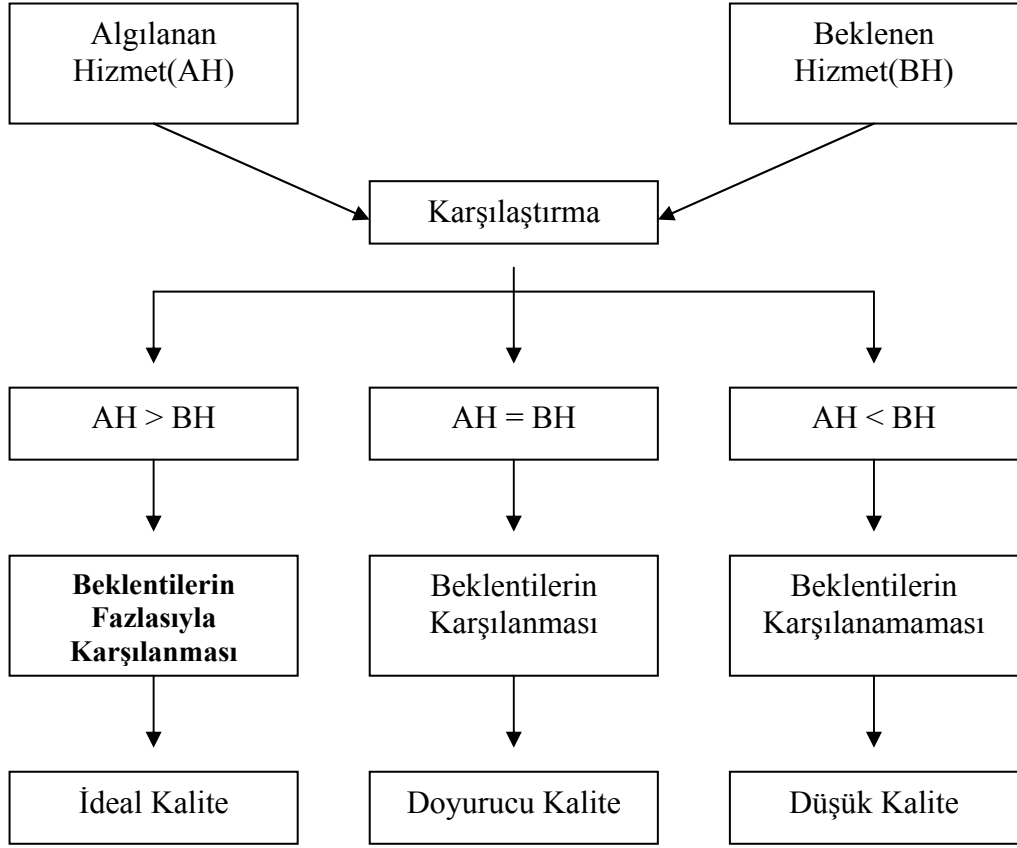 Algılanan
Hizmet(AH)
Beklenen
Hizmet(BH)
Karşılaştırma
AH > BH
AH = BH
AH < BH
Beklentilerin
Fazlasıyla
Karşılanması
Beklentilerin
Karşılanması
Beklentilerin
Karşılanamaması
İdeal Kalite
Doyurucu Kalite
Düşük Kalite